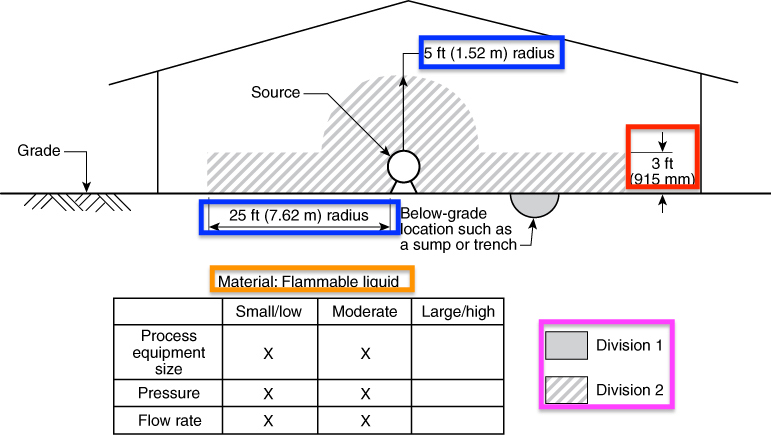 5 ft (1.52 m) radius
Source
Grade
3 ft
(915 mm)
25 ft (7.62 m) radius
Below-grade
location such as
a sump or trench
Material: Flammable liquid
Small/low Moderate Large/high
Process
equipment
size X X
Pressure X X
Flow rate X X
Division 1
Division 2